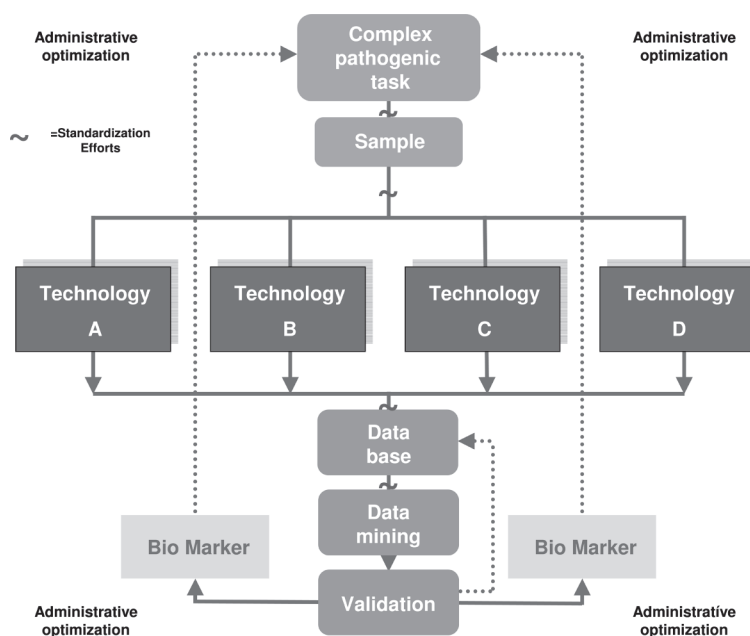 Administrative
optimization
Complex
pathogenic
task
Administrative
optimization
~ =Standardization
Efforts
~
Sample
~
Technology
A
Technology
B
Technology
C
Technology
D
~
Data
base
~
Data
mining
Bio Marker
Bio Marker
Validation
Administrative
optimization
Administratíve
optimization